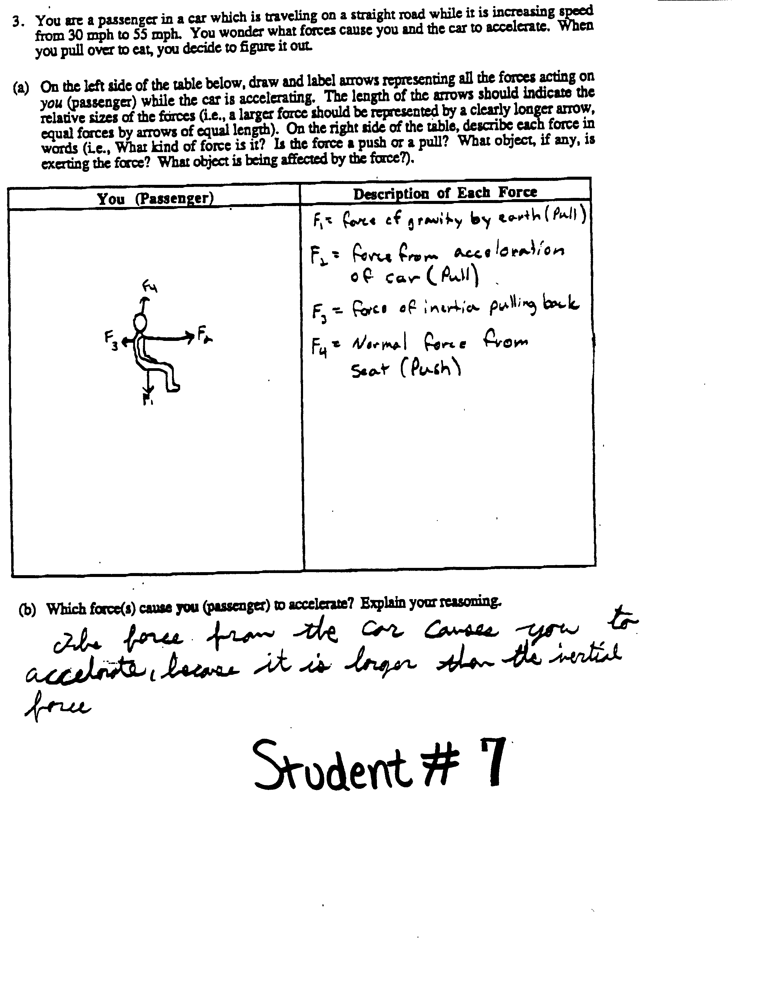 3. You are a passenger in a car which is traveling on a straight road while it is increasing speed
from 30 mph to 55 mph. You wonder what forces cause you and the car to accelerate. When
you pull over to eat, you decide to figure it out.
(a) On the left side of the table below, draw and label arrows representing all the forces acting on
you (passenger) while the car is accelerating. The length of the arrows should indicate the
relative sizes of the forces (i.e., a larger force should be represented by a clearly longer arrow,
equal forces by arrows of equal length). On the right side of the table, describe each force in
words (i.e., What kind of force is it? Is the force a push or a pull? What object, if any, is
exerting the force? What object is being affected by the force?).
You (Passenger)
F4
F3
F2
F1
Description of Each Force
F1 = force of gravity by earth (Pull)
F2 = force from acceloration
of car (Pull)
F3 = force of inertia pulling back
F4 = Normal force from
seat (Push)
(b) Which force(s) cause you (passenger) to accelerate? Explain your reasoning.
The force from the car causes you to
accelorate, because it is larger than the inertial
force
Student # 7